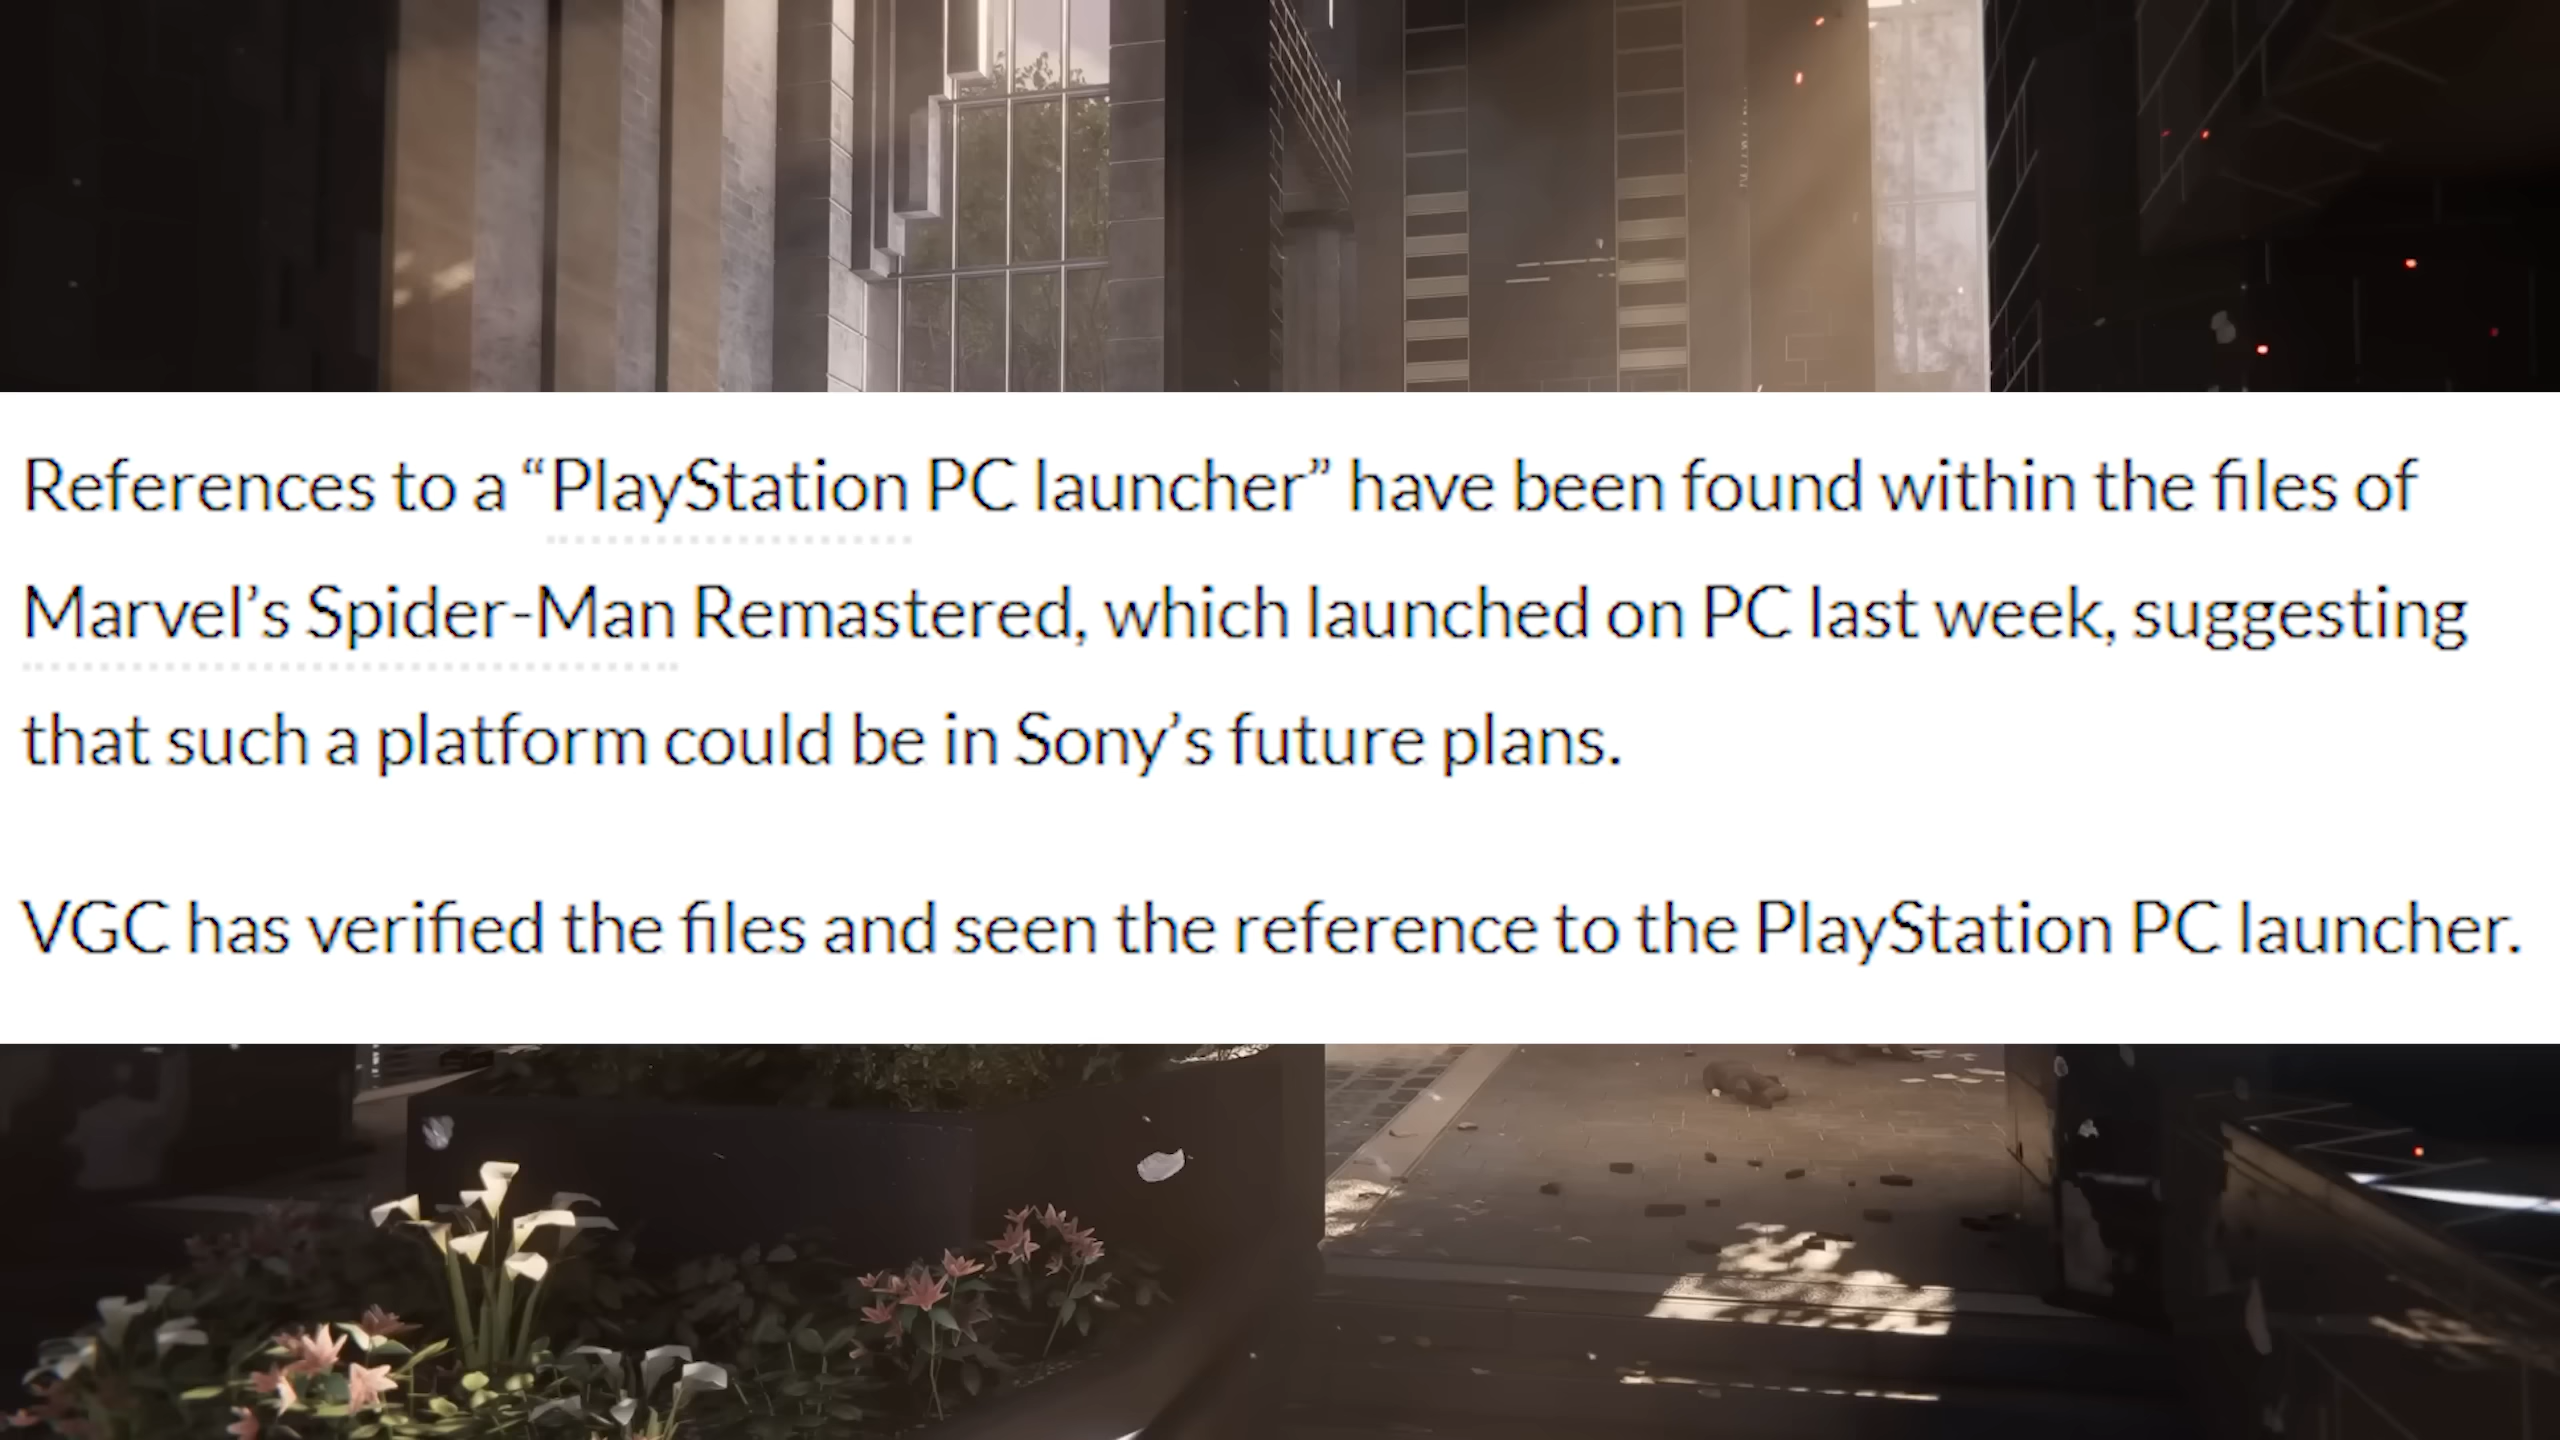 References to a “PlayStation PC launcher” have been found within the files of
Marvel’s Spider-Man Remastered, which launched on PC last week, suggesting
that such a platform could be in Sony’s future plans.
VGC has verified the files and seen the reference to the PlayStation PC launcher.